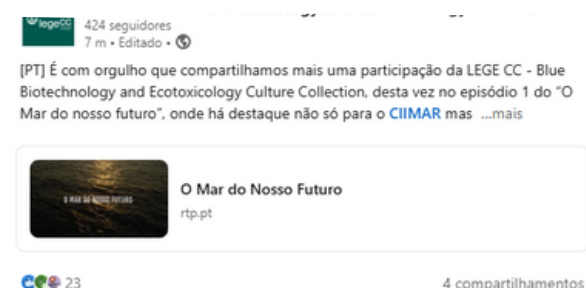 legeCC
424 seguidores
7 m • Editado •
[PT] É com orgulho que compartilhamos mais uma participação da LEGE CC - Blue
Biotechnology and Ecotoxicology Culture Collection, desta vez no episódio 1 do "O
Mar do nosso futuro", onde há destaque não só para o CIIMAR mas ...mais
O MAR DO NOSSO FUTURO
O Mar do Nosso Futuro
rtp.pt
23
4 compartilhamentos